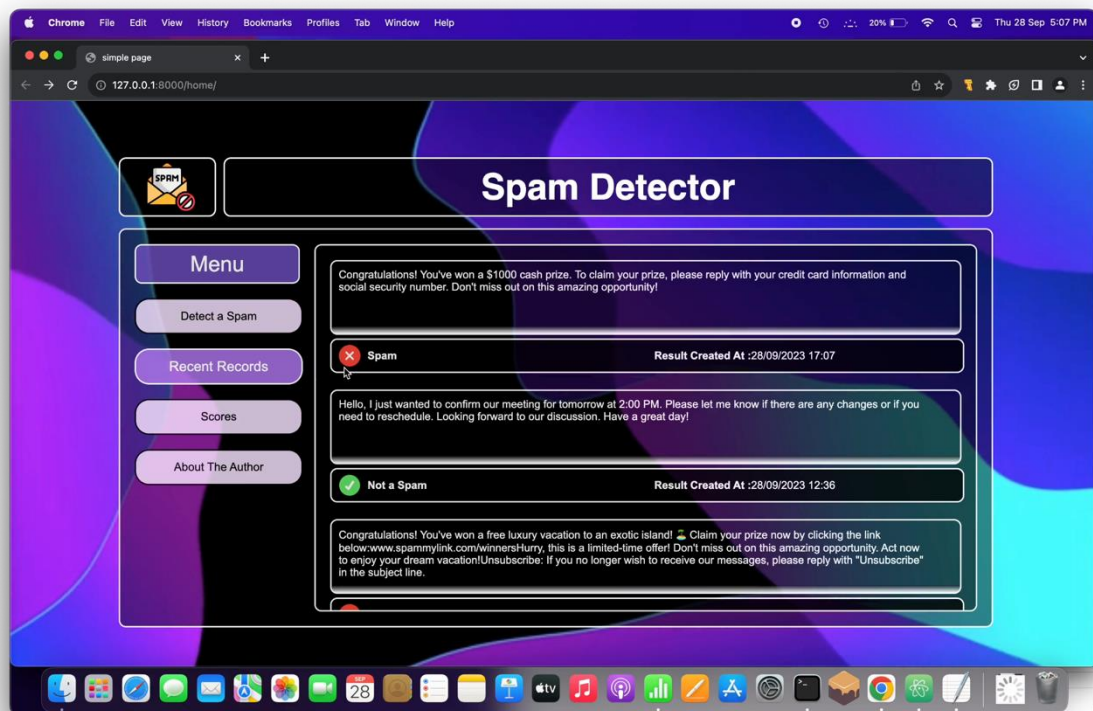 Chrome File Edit View History Bookmarks Profiles Tab Window Help
20% Thu 28 Sep 5:07 PM
simple page
127.0.0.1:8000/home/
SPAM
Spam Detector
Menu
Detect a Spam
Recent Records
Scores
About The Author
Congratulations! You've won a $1000 cash prize. To claim your prize, please reply with your credit card information and
social security number. Don't miss out on this amazing opportunity!
Spam Result Created At :28/09/2023 17:07
Hello, I just wanted to confirm our meeting for tomorrow at 2:00 PM. Please let me know if there are any changes or if you
need to reschedule. Looking forward to our discussion. Have a great day!
Not a Spam Result Created At :28/09/2023 12:36
Congratulations! You've won a free luxury vacation to an exotic island! 🏝️ Claim your prize now by clicking the link
below:www.spammylink.com/winnersHurry, this is a limited-time offer! Don't miss out on this amazing opportunity. Act now
to enjoy your dream vacation!Unsubscribe: If you no longer wish to receive our messages, please reply with "Unsubscribe"
in the subject line.
SEP
28
tv